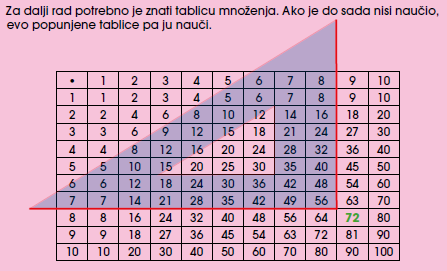 Za dalji rad potrebno je znati tablicu množenja. Ako je do sada nisi naučio,
evo popunjene tablice pa ju nauči.
• 1 2 3 4 5 6 7 8 9 10
1 1 2 3 4 5 6 7 8 9 10
2 2 4 6 8 10 12 14 16 18 20
3 3 6 9 12 15 18 21 24 27 30
4 4 8 12 16 20 24 28 32 36 40
5 5 10 15 20 25 30 35 40 45 50
6 6 12 18 24 30 36 42 48 54 60
7 7 14 21 28 35 42 49 56 63 70
8 8 16 24 32 40 48 56 64 72 80
9 9 18 27 36 45 54 63 72 81 90
10 10 20 30 40 50 60 70 80 90 100